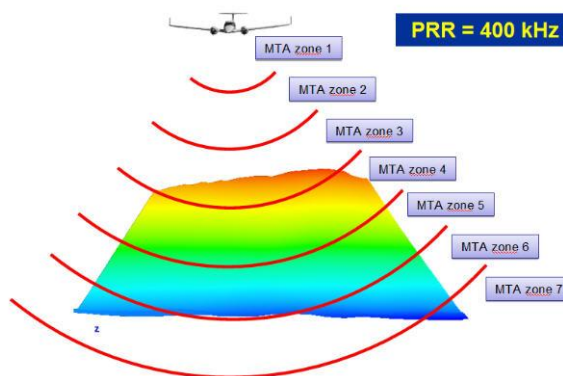 PRR = 400 kHz
MTA zone 1
MTA zone 2
MTA zone 3
MTA zone 4
MTA zone 5
MTA zone 6
MTA zone 7
z